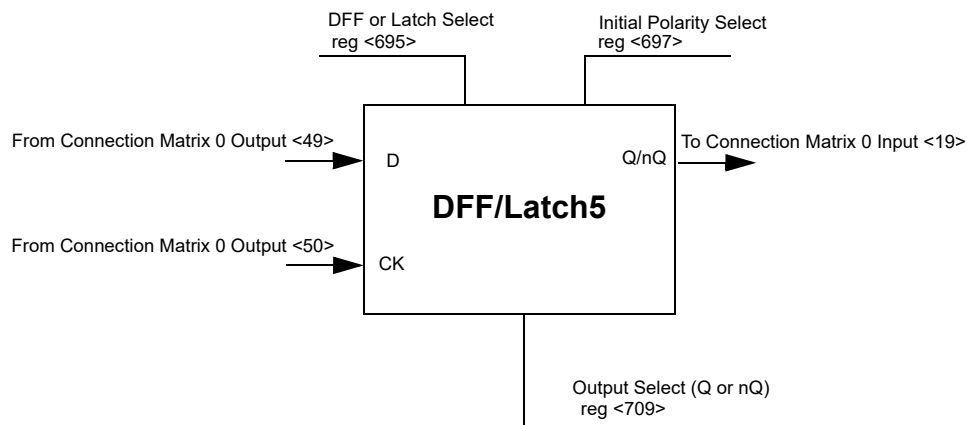 DFF or Latch Select
reg <695>
Initial Polarity Select
reg <697>
From Connection Matrix 0 Output <49>
D
Q/nQ
To Connection Matrix 0 Input <19>
DFF/Latch5
From Connection Matrix 0 Output <50>
CK
Output Select (Q or nQ)
reg <709>